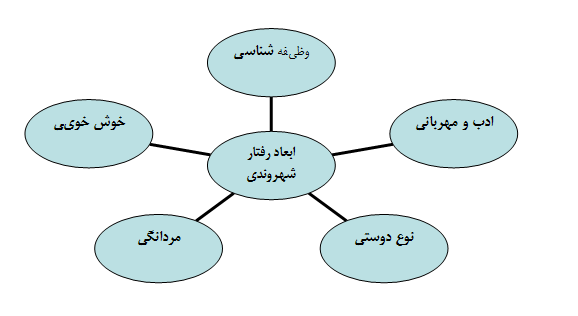 وظیفه شناسی
خوش خویی
ادب و مهربانی
ابعاد رفتار
شهروندی
مردانگی
نوع دوستی